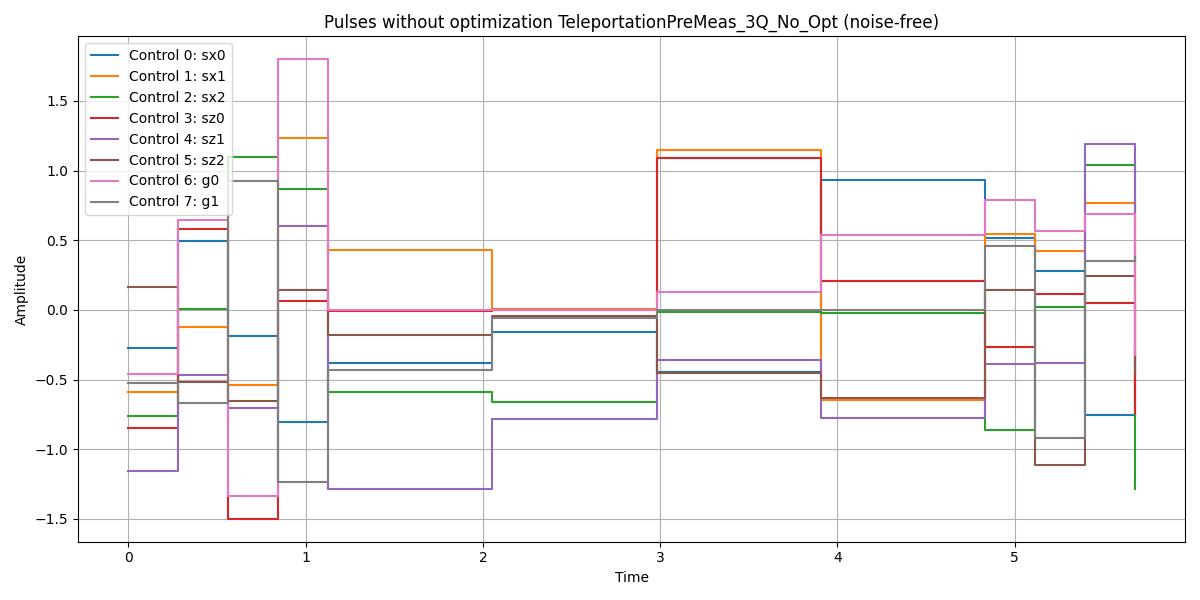 Pulses without optimization TeleportationPreMeas_3Q_No_Opt (noise-free)
Control 0: sx0
Control 1: sx1
Control 2: sx2
Control 3: sz0
Control 4: sz1
Control 5: sz2
Control 6: g0
Control 7: g1
1.5
1.0
0.5
0.0
−0.5
−1.0
−1.5
Amplitude
0 1 2 3 4 5
Time